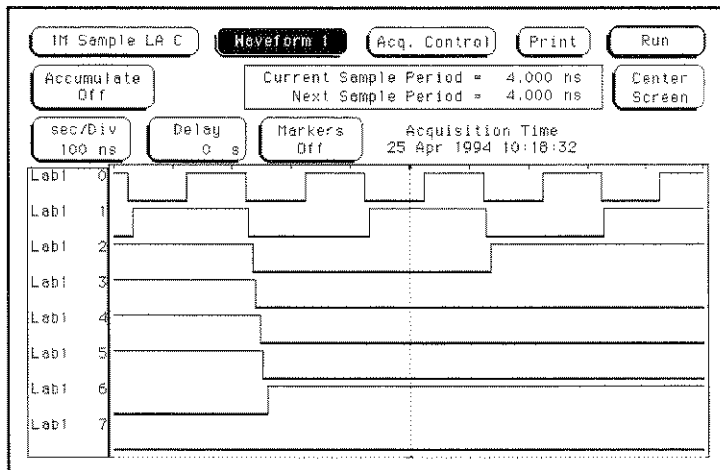 1M Sample LA C Waveform 1 Acq. Control Print Run
Accumulate
Off
Current Sample Period = 4.000 ns
Next Sample Period = 4.000 ns
Center
Screen
sec/Div
100 ns
Delay
0 s
Markers
Off
Acquisition Time
25 Apr 1994 10:18:32
Lab1 0
Lab1 1
Lab1 2
Lab1 3
Lab1 4
Lab1 5
Lab1 6
Lab1 7